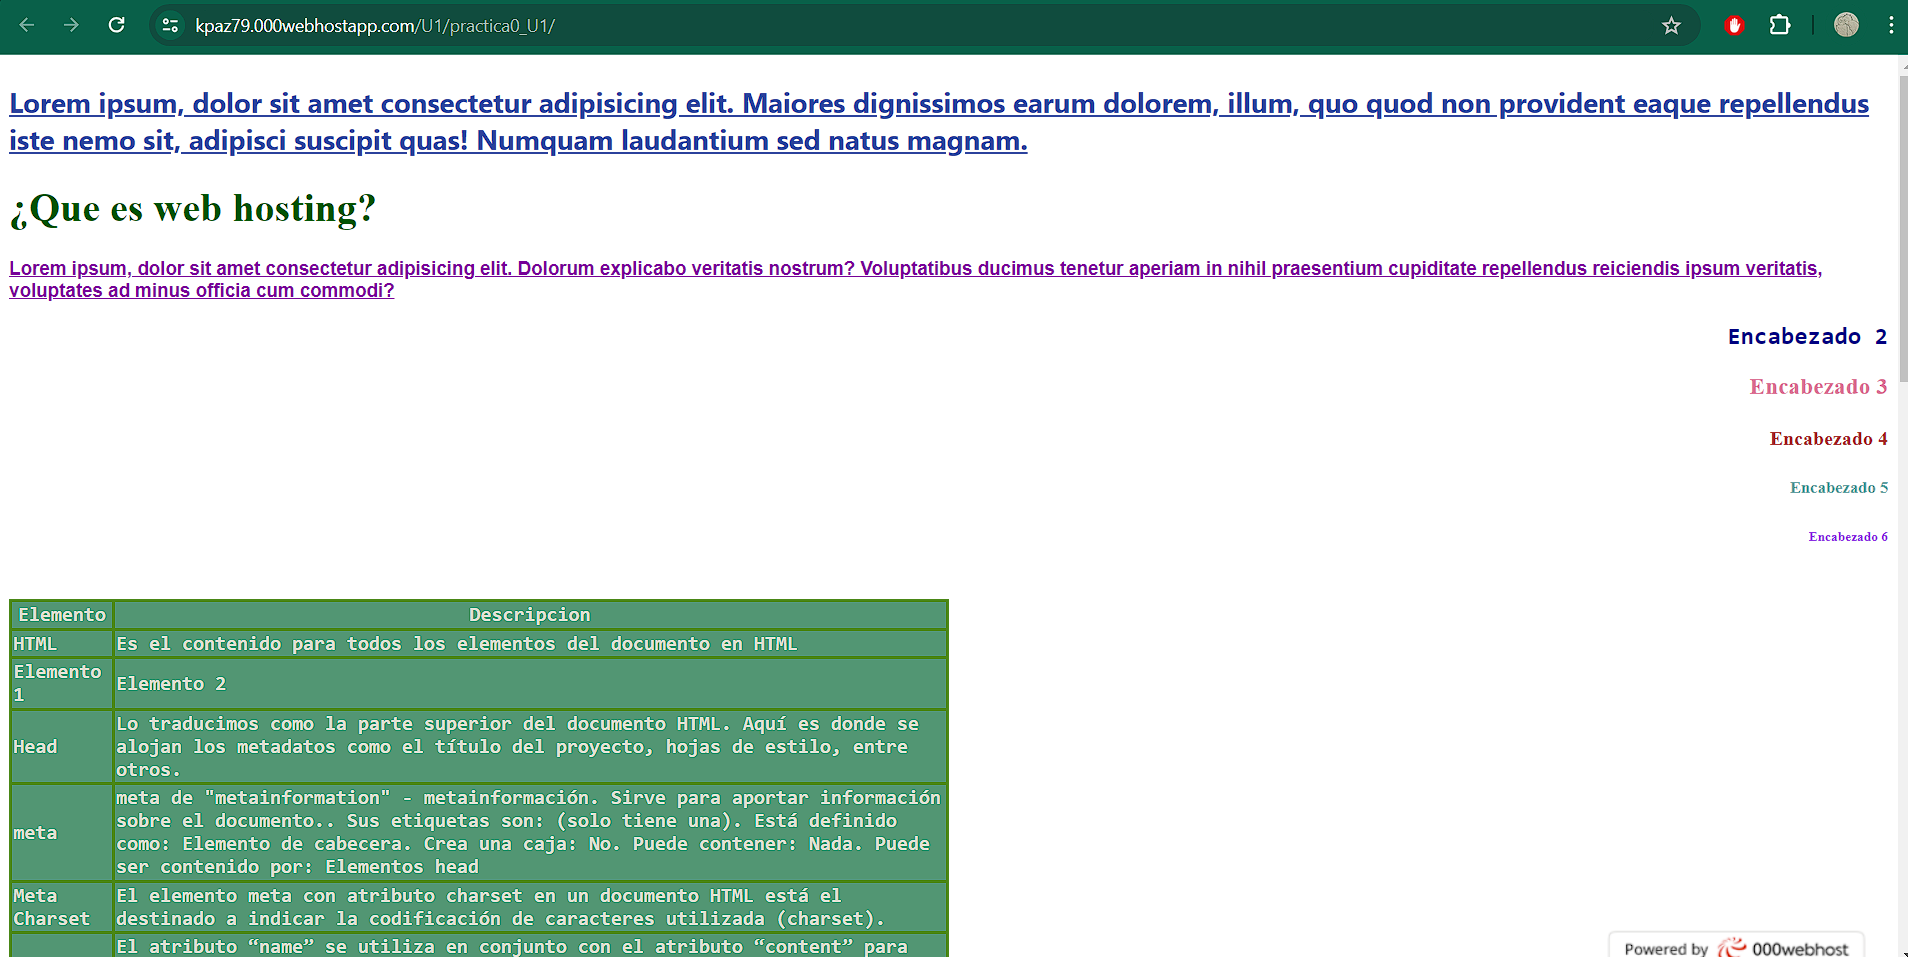 kpaz79.000webhostapp.com/U1/practica0_U1/
Lorem ipsum, dolor sit amet consectetur adipisicing elit. Maiores dignissimos earum dolorem, illum, quo quod non provident eaque repellendus
iste nemo sit, adipisci suscipit quas! Numquam laudantium sed natus magnam.
¿Que es web hosting?
Lorem ipsum, dolor sit amet consectetur adipisicing elit. Dolorum explicabo veritatis nostrum? Voluptatibus ducimus tenetur aperiam in nihil praesentium cupiditate repellendus reiciendis ipsum veritatis,
voluptates ad minus officia cum commodi?
Encabezado 2
Encabezado 3
Encabezado 4
Encabezado 5
Encabezado 6
Elemento Descripcion
HTML Es el contenido para todos los elementos del documento en HTML
Elemento
1
Elemento 2
Head
Lo traducimos como la parte superior del documento HTML. Aquí es donde se
alojan los metadatos como el título del proyecto, hojas de estilo, entre
otros.
meta
meta de "metainformation" - metainformación. Sirve para aportar información
sobre el documento.. Sus etiquetas son: (solo tiene una). Está definido
como: Elemento de cabecera. Crea una caja: No. Puede contener: Nada. Puede
ser contenido por: Elementos head
Meta
Charset
El elemento meta con atributo charset en un documento HTML está el
destinado a indicar la codificación de caracteres utilizada (charset).
El atributo “name” se utiliza en conjunto con el atributo “content” para
Powered by 000webhost